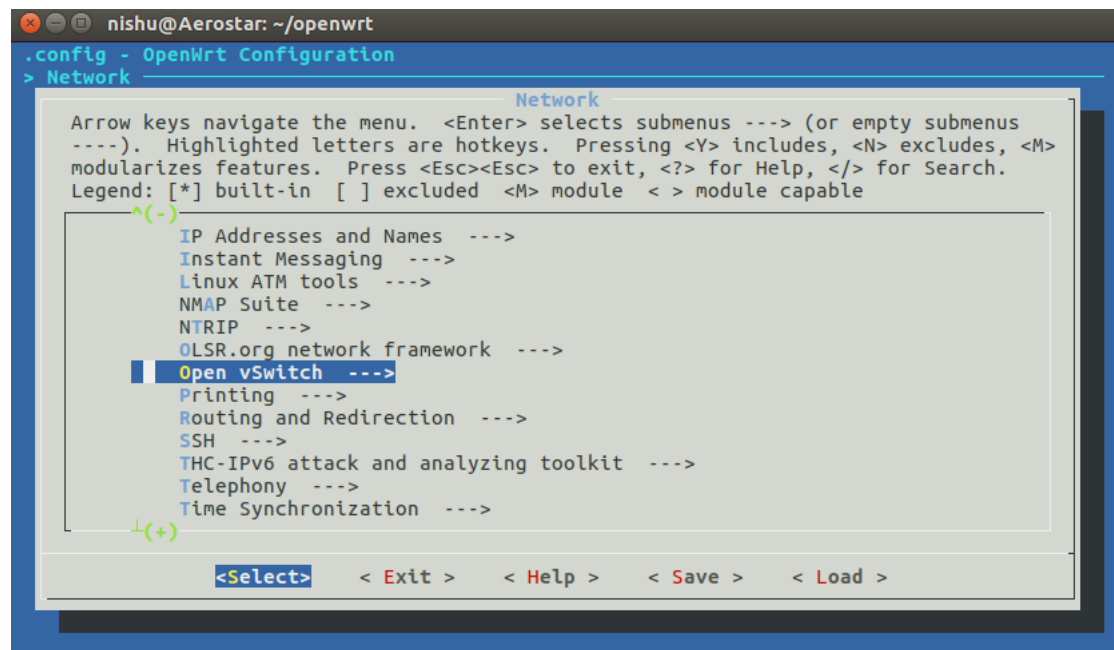 nishu@Aerostar: ~/openwrt
.config - OpenWrt Configuration
> Network
Network
Arrow keys navigate the menu.  <Enter> selects submenus ---> (or empty submenus
----).  Highlighted letters are hotkeys.  Pressing <Y> includes, <N> excludes, <M>
modularizes features.  Press <Esc><Esc> to exit, <?> for Help, </> for Search.
Legend: [*] built-in  [ ] excluded  <M> module  < > module capable
^(-)
IP Addresses and Names  --->
Instant Messaging  --->
Linux ATM tools  --->
NMAP Suite  --->
NTRIP  --->
OLSR.org network framework  --->
Open vSwitch  --->
Printing  --->
Routing and Redirection  --->
SSH  --->
THC-IPv6 attack and analyzing toolkit  --->
Telephony  --->
Time Synchronization  --->
┴(+)
<Select>    < Exit >    < Help >    < Save >    < Load >